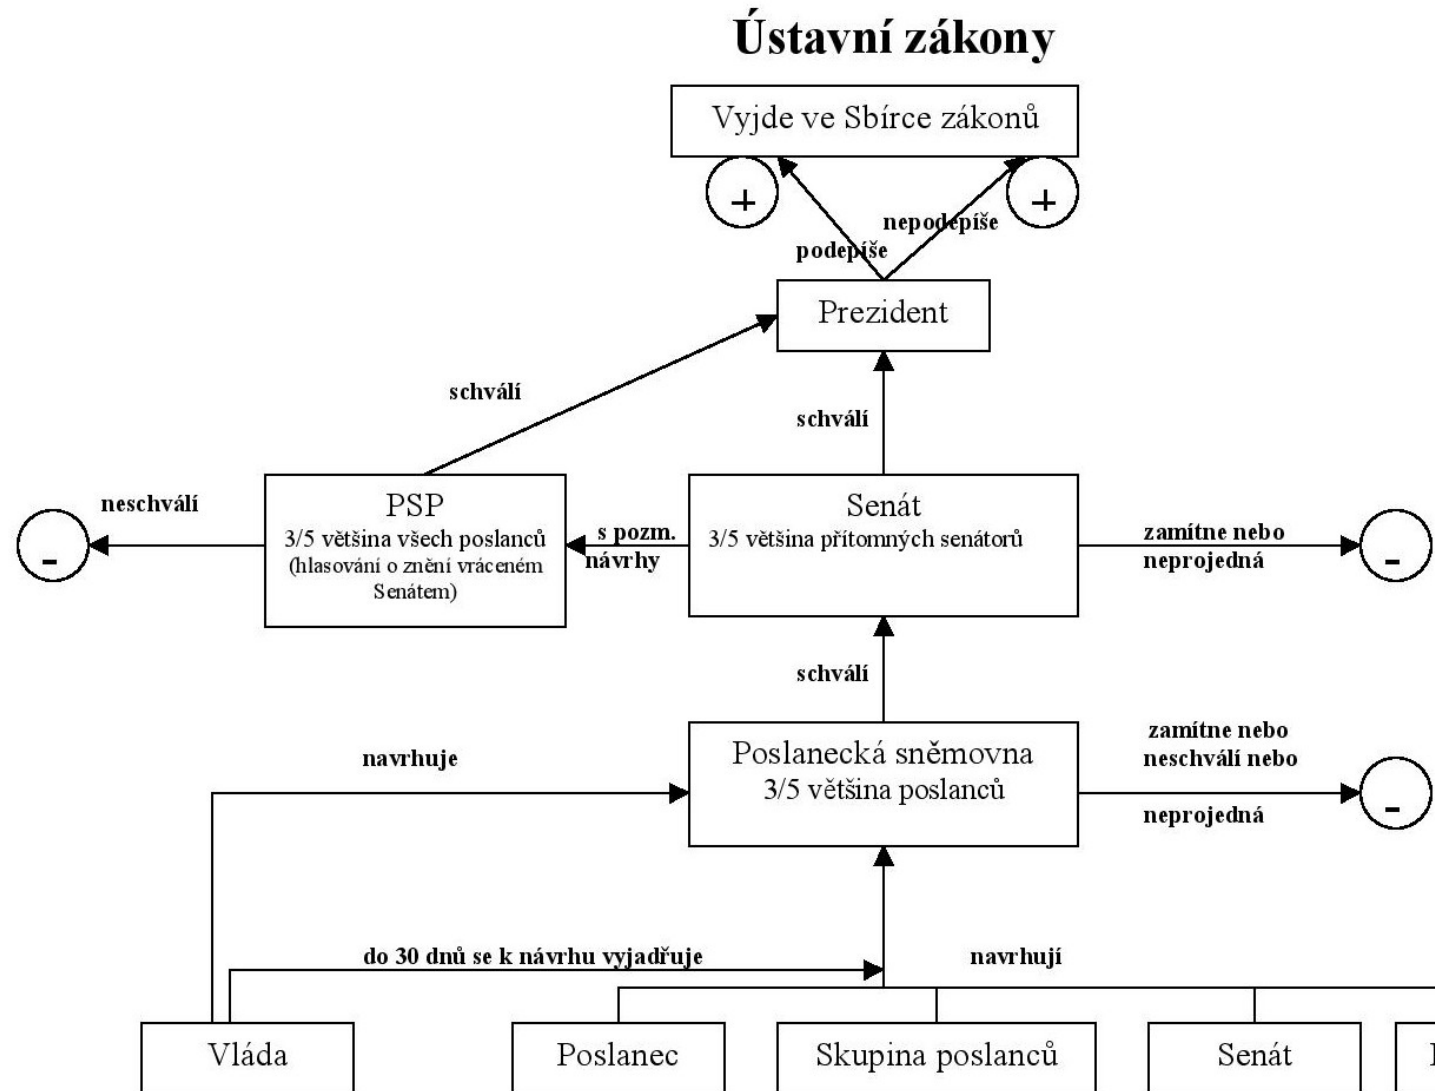 Ústavní zákony
Vyjde ve Sbírce zákonů
+
+
nepodepíše
podepíše
Prezident
schválí
schválí
neschválí
-
PSP
3/5 většina všech poslanců
(hlasování o znění vráceném
Senátem)
s pozm.
návrhy
Senát
3/5 většina přítomných senátorů
zamítne nebo
neprojedná
-
schválí
navrhuje
Poslanecká sněmovna
3/5 většina poslanců
zamítne nebo
neschválí nebo
neprojedná
-
do 30 dnů se k návrhu vyjadřuje
navrhují
Vláda
Poslanec
Skupina poslanců
Senát